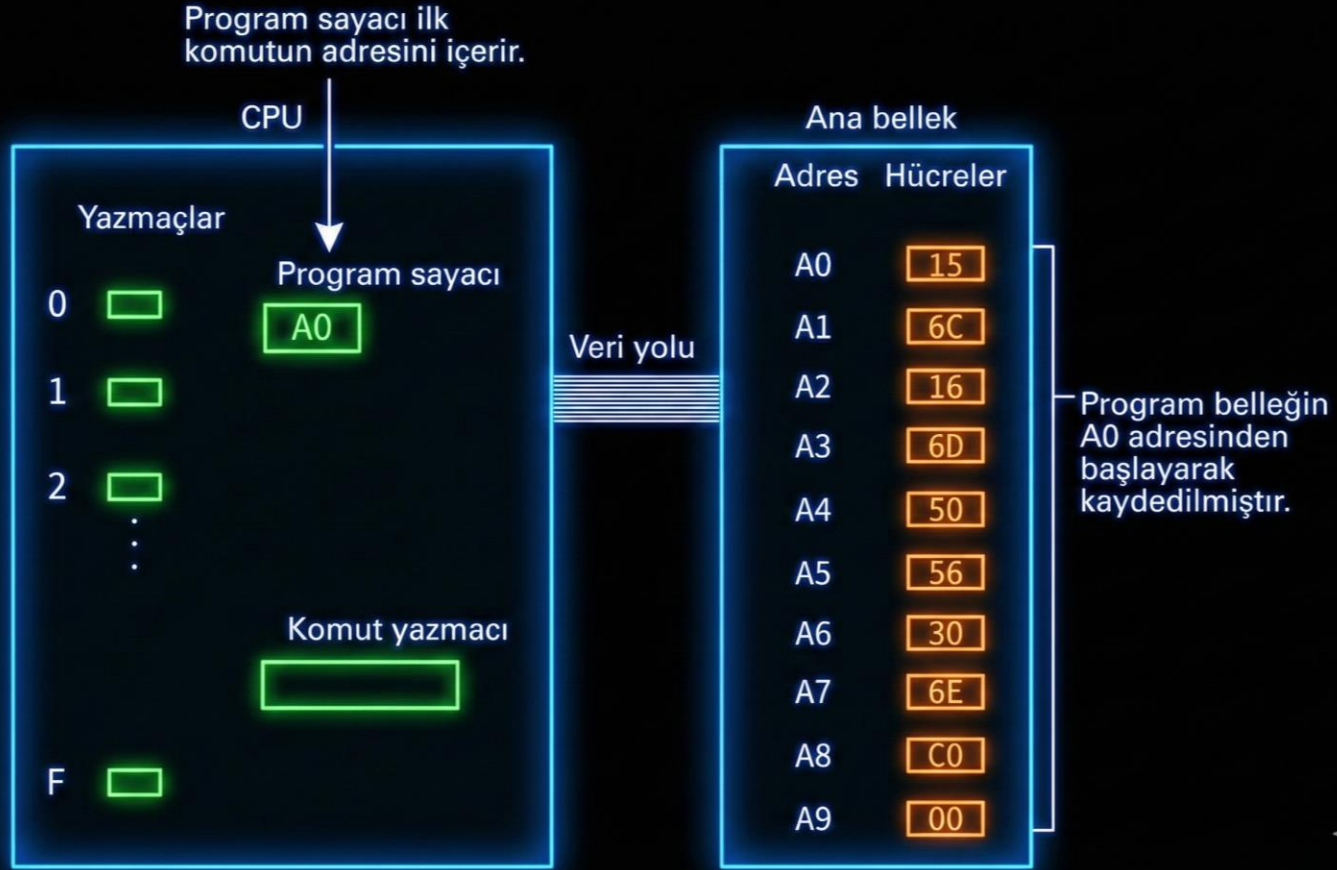 Program sayacı ilk
komutun adresini içerir.
CPU
Yazmaçlar
Program sayacı
0
A0
1
2
Komut yazmacı
F
Veri yolu
Ana bellek
Adres Hücreler
A0 15
A1 6C
A2 16
A3 6D
A4 50
A5 56
A6 30
A7 6E
A8 C0
A9 00
Program belleğin
A0 adresinden
başlayarak
kaydedilmiştır.